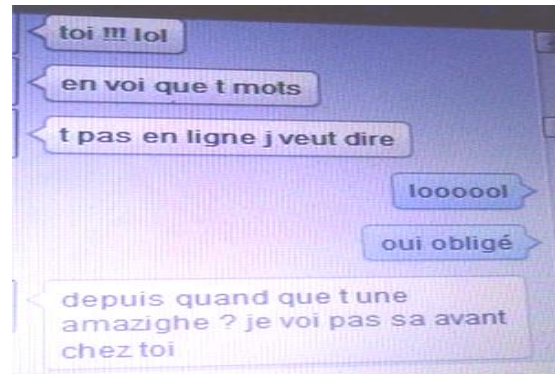 toi !!! lol
en voi que t mots
t pas en ligne j veut dire
loooool
oui obligé
depuis quand que t une
amazighe ? je voi pas sa avant
chez toi